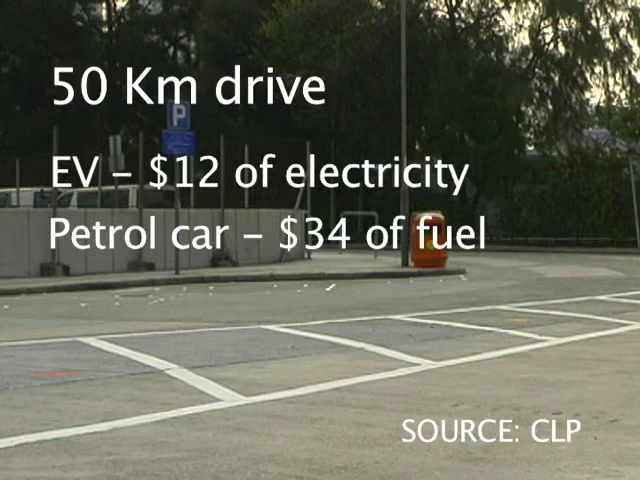 50 Km drive
P
EV – $12 of electricity
Petrol car – $34 of fuel
SOURCE: CLP